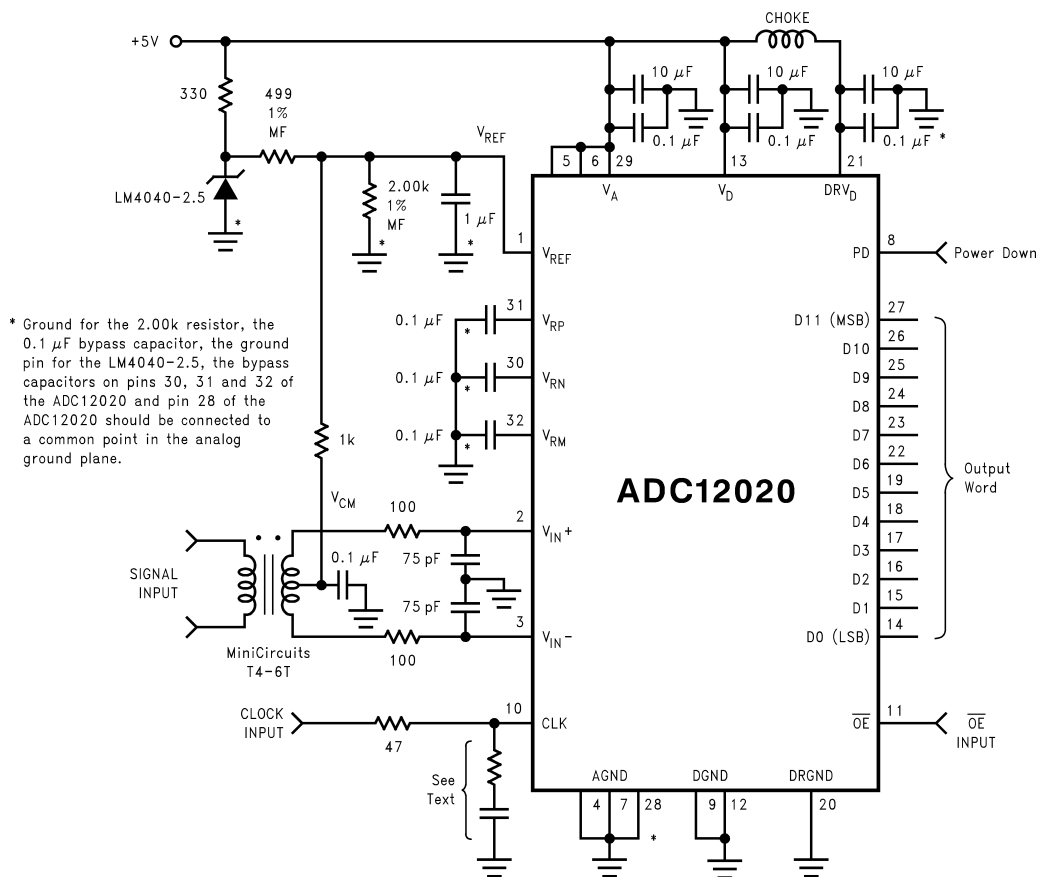 CHOKE
+5V
10 μF
10 μF
10 μF
330
499
1%
MF
0.1 μF
0.1 μF
0.1 μF *
VREF
5 6 29
13
21
VA
VD
DRVD
LM4040-2.5
*
2.00k
1%
MF
*
1 μF
*
1
VREF
8
PD
Power Down
* Ground for the 2.00k resistor, the
0.1 μF bypass capacitor, the ground
pin for the LM4040-2.5, the bypass
capacitors on pins 30, 31 and 32 of
the ADC12020 and pin 28 of the
ADC12020 should be connected to
a common point in the analog
ground plane.
0.1 μF
*
31
VRP
0.1 μF
*
30
VRN
0.1 μF
*
32
VRM
D11 (MSB)
27
D10
26
D9
25
D8
24
D7
23
D6
22
D5
19
D4
18
D3
17
D2
16
D1
15
D0 (LSB)
14
Output
Word
1k
ADC12020
VCM
100
2
VIN+
SIGNAL
INPUT
0.1 μF
75 pF
75 pF
3
VIN-
100
MiniCircuits
T4-6T
CLOCK
INPUT
47
10
CLK
OE
11
OE
INPUT
See
Text
AGND
DGND
DRGND
4 7 28
*
9 12
20